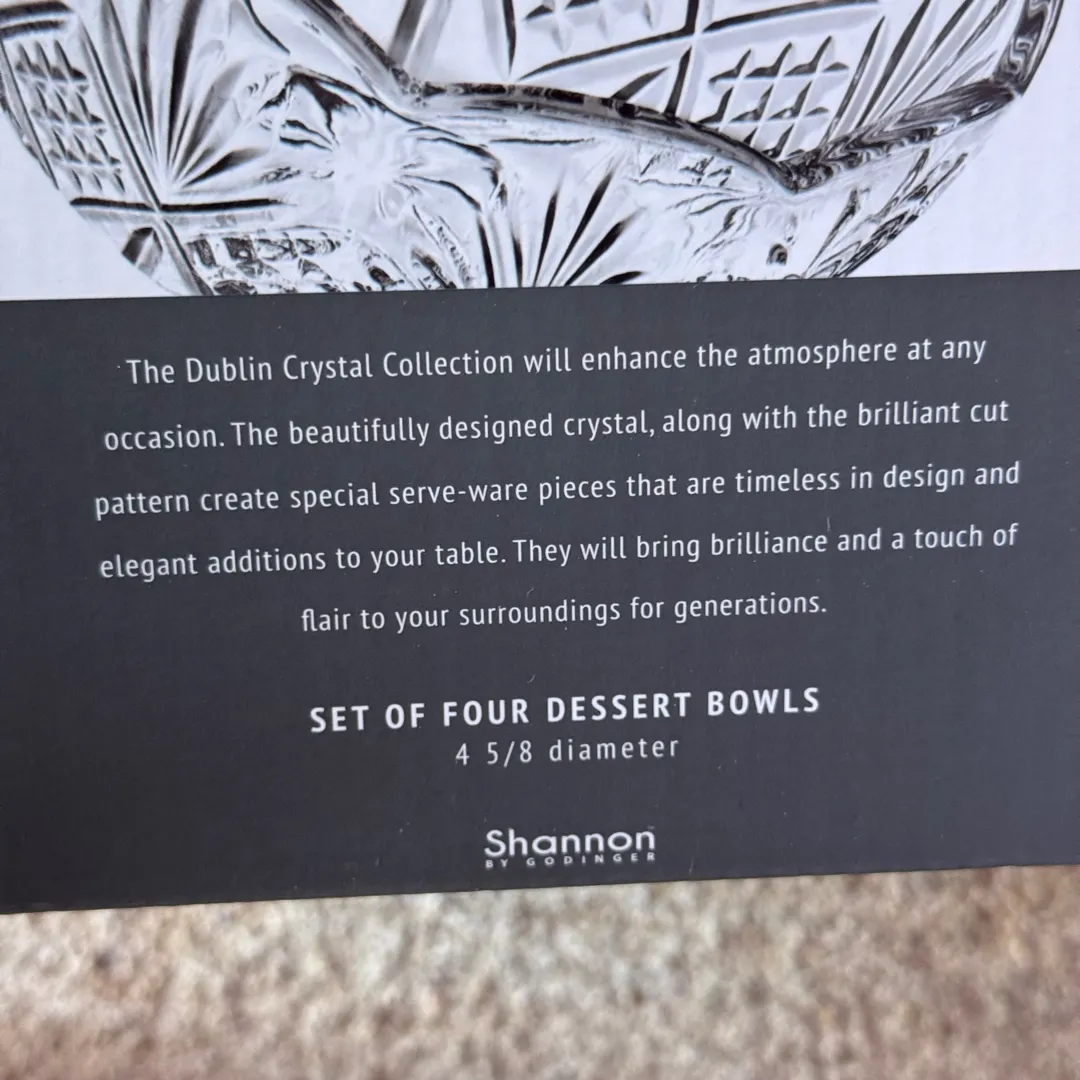 The Dublin Crystal Collection will enhance the atmosphere at any
occasion. The beautifully designed crystal, along with the brilliant cut
pattern create special serve-ware pieces that are timeless in design and
elegant additions to your table. They will bring brilliance and a touch of
flair to your surroundings for generations.
SET OF FOUR DESSERT BOWLS
4 5/8 diameter
Shannon
BY GODINGER